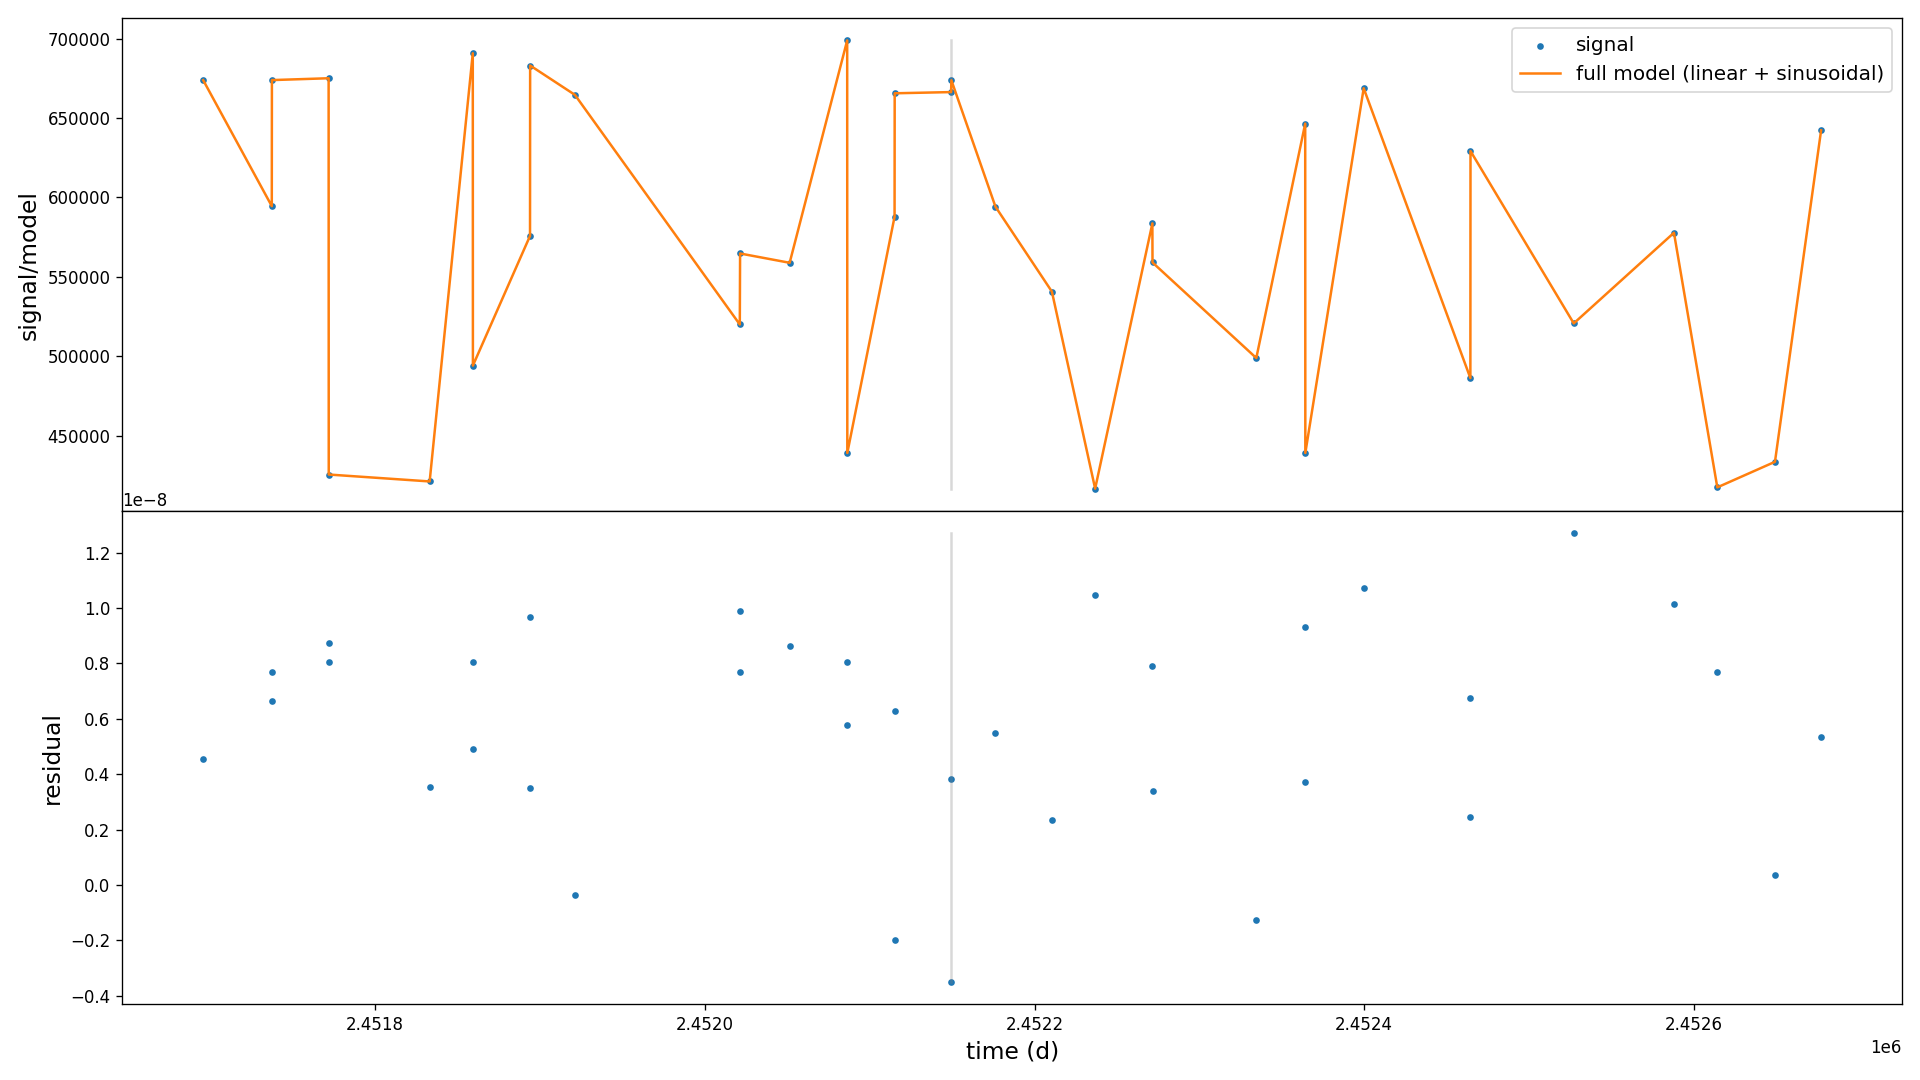 700000
650000
600000
550000
500000
450000
signal/model
signal
full model (linear + sinusoidal)
1e−8
1.2
1.0
0.8
0.6
0.4
0.2
0.0
−0.2
−0.4
residual
2.4518
2.4520
2.4522
2.4524
2.4526
1e6
time (d)